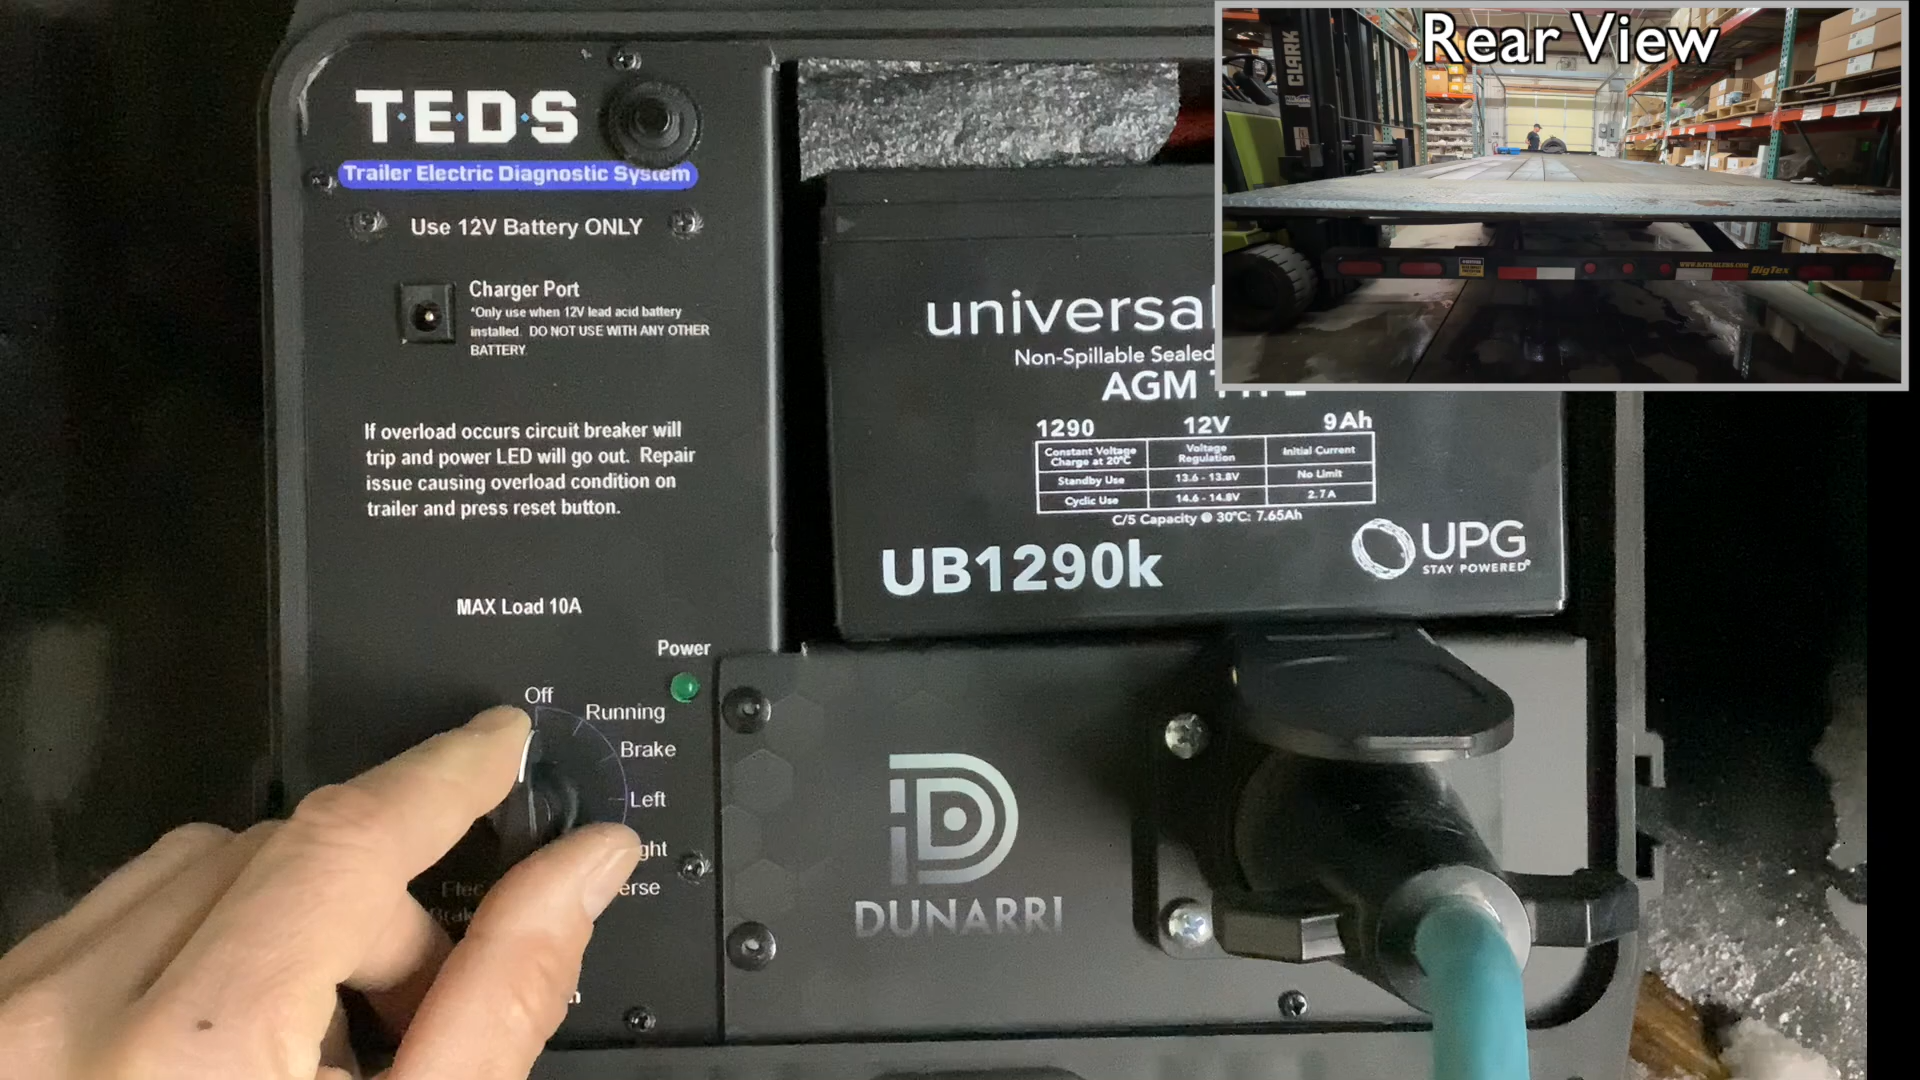 T·E·D·S
Trailer Electric Diagnostic System
Use 12V Battery ONLY
Charger Port
*Only use when 12V lead acid battery
installed. DO NOT USE WITH ANY OTHER
BATTERY
If overload occurs circuit breaker will
trip and power LED will go out. Repair
issue causing overload condition on
trailer and press reset button.
MAX Load 10A
Power
Off
Running
Brake
Left
ght
erse
Elec
Brak
universal
Non-Spillable Sealed
AGM
1290 12V 9Ah
Constant Voltage Charge at 20°C
Voltage Regulation
Initial Current
Standby Use 13.6 - 13.8V No Limit
Cyclic Use 14.6 - 14.8V 2.7A
C/5 Capacity @ 30°C: 7.65Ah
UB1290k
UPG
STAY POWERED®
DUNARRI
Rear View
CLARK
BigTex